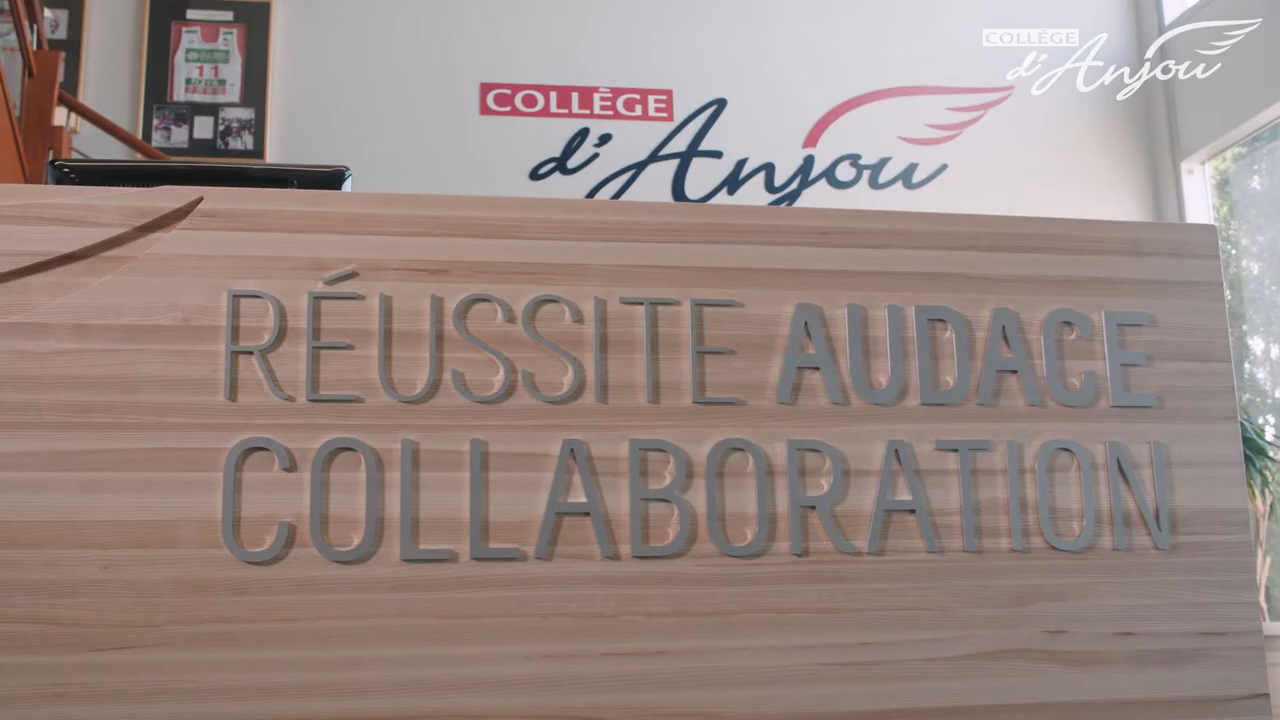 COLLÈGE
d'Anjou
COLLÈGE
d'Anjou
11
RÉUSSITE AUDACE
COLLABORATION